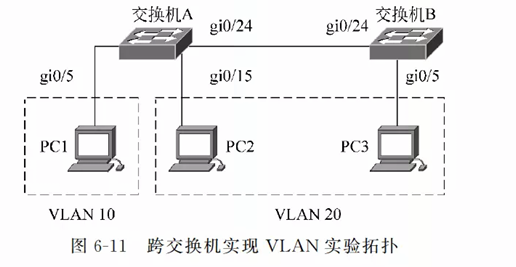 交换机A
gi0/24
gi0/24
交换机B
gi0/5
gi0/15
gi0/5
PC1
PC2
PC3
VLAN 10
VLAN 20
图 6-11 跨交换机实现 VLAN 实验拓扑